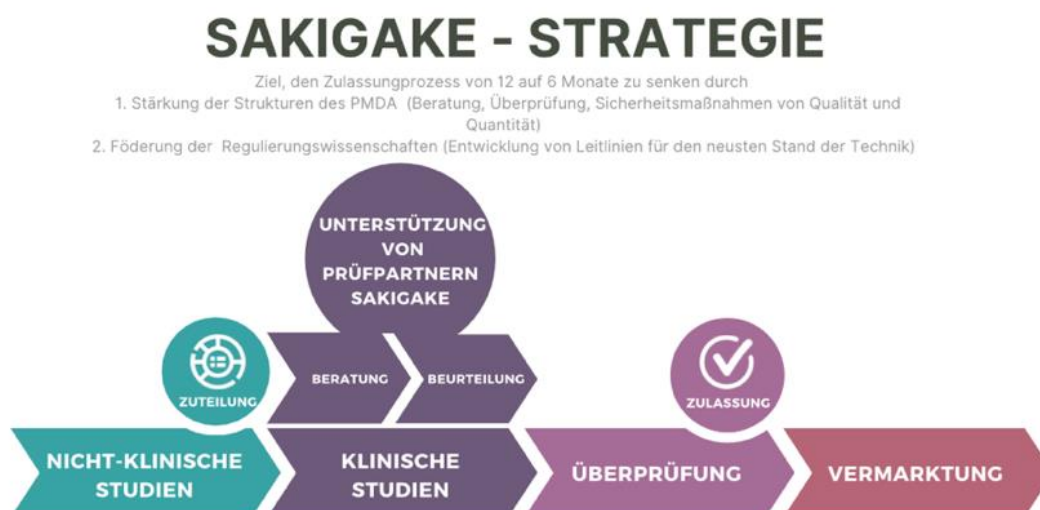 SAKIGAKE - STRATEGIE
Ziel, den Zulassungprozess von 12 auf 6 Monate zu senken durch
1. Stärkung der Strukturen des PMDA (Beratung, Überprüfung, Sicherheitsmaßnahmen von Qualität und
Quantität)
2. Föderung der Regulierungswissenschaften (Entwicklung von Leitlinien für den neusten Stand der Technik)
UNTERSTÜTZUNG
VON
PRÜFPARTNERN
SAKIGAKE
ZUTEILUNG
BERATUNG
BEURTEILUNG
ZULASSUNG
NICHT-KLINISCHE
STUDIEN
KLINISCHE
STUDIEN
ÜBERPRÜFUNG
VERMARKTUNG